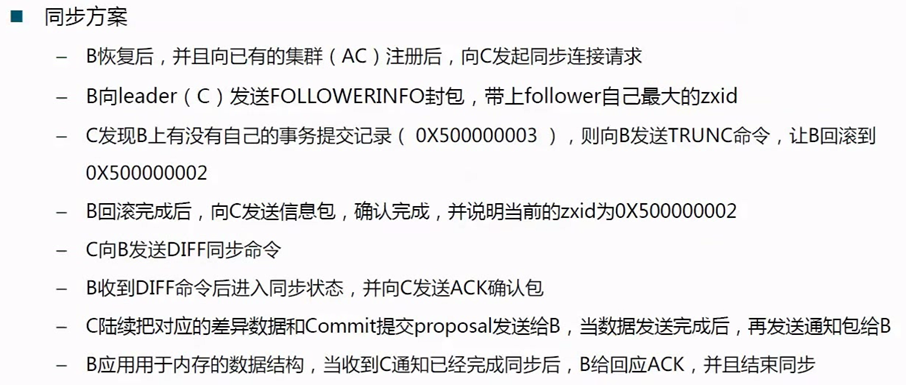 同步方案
– B恢复后，并且向已有的集群（AC）注册后，向C发起同步连接请求
– B向leader（C）发送FOLLOWERINFO封包，带上follower自己最大的zxid
– C发现B上有没有自己的事务提交记录（ 0X500000003 ），则向B发送TRUNC命令，让B回滚到
0X500000002
– B回滚完成后，向C发送信息包，确认完成，并说明当前的zxid为0X500000002
– C向B发送DIFF同步命令
– B收到DIFF命令后进入同步状态，并向C发送ACK确认包
– C陆续把对应的差异数据和Commit提交proposal发送给B，当数据发送完成后，再发送通知包给B
– B应用用于内存的数据结构，当收到C通知已经完成同步后，B给回应ACK，并且结束同步